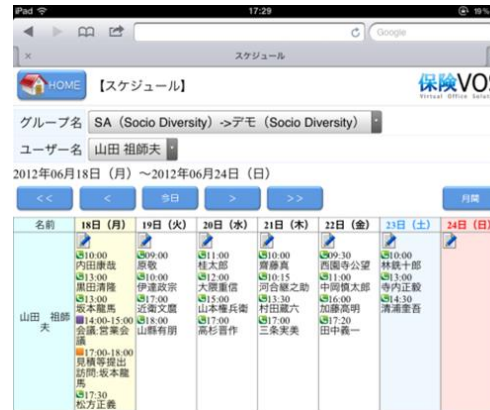 iPad
17:29
19%
Google
スケジュール
HOME
【スケジュール】
保険VOS
Virtual Office
グループ名 SA（Socio Diversity）->デモ（Socio Diversity）
ユーザー名 山田 祖師夫
2012年06月18日（月）～2012年06月24日（日）
<< < 今日 > >> 月間
名前 18日（月） 19日（火） 20日（水） 21日（木） 22日（金） 23日（土） 24日（日）
山田 祖師夫
10:00
内田康哉
13:00
黒田清隆
13:00
坂本龍馬
14:00-15:00
会議:営業会議
17:00-18:00
見積等提出
訪問:坂本龍馬
17:30
松方正義
09:00
原敬
10:00
伊達政宗
17:00
近衛文麿
18:00
山縣有朋
11:00
桂太郎
12:00
大隈重信
15:00
山本権兵衛
17:00
高杉晋作
10:00
齋藤真
10:15
河合継之助
13:30
村田蔵六
17:00
三条実美
09:30
西園寺公望
11:00
中岡慎太郎
16:00
加藤高明
17:20
田中義一
10:00
林銑十郎
13:00
寺内正毅
14:30
清浦奎吾